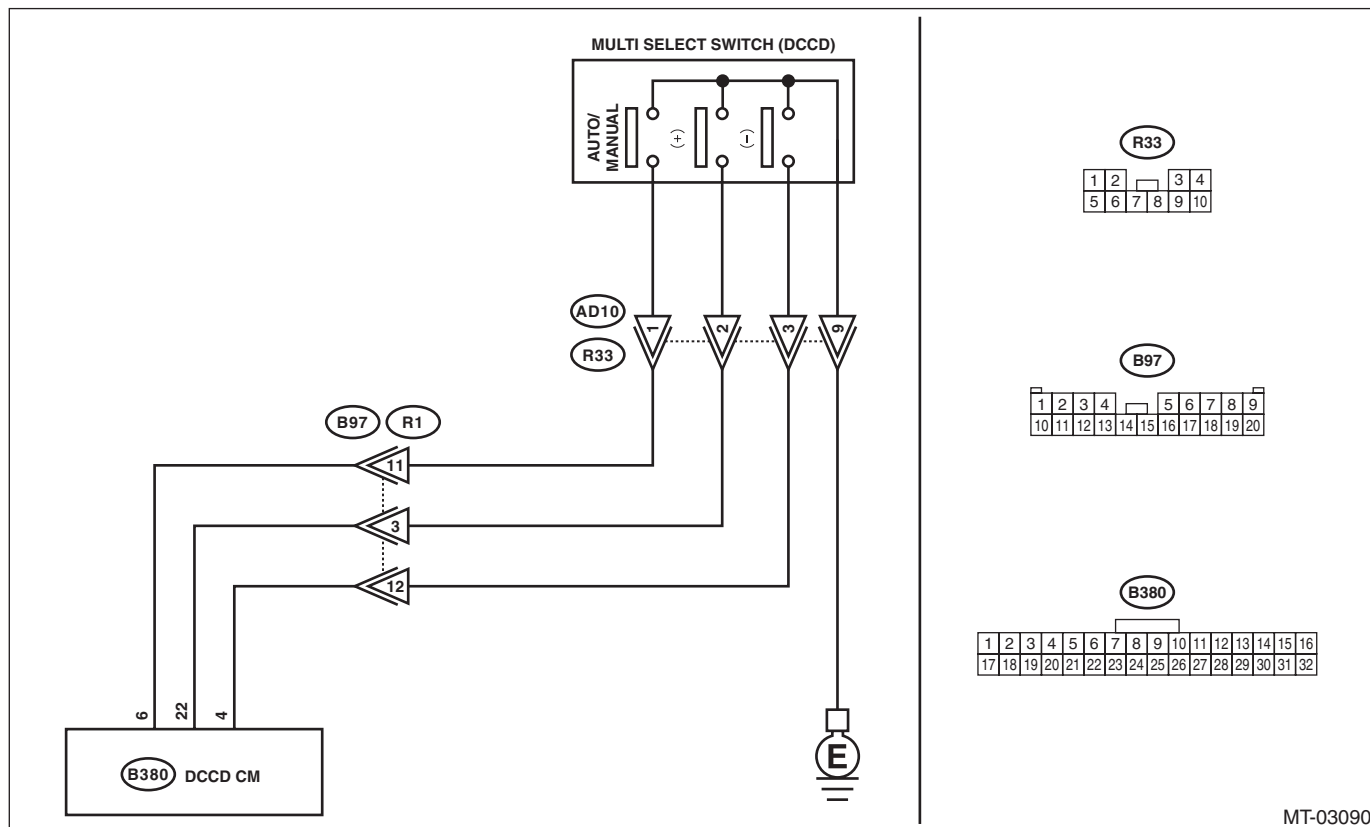 MULTI SELECT SWITCH (DCCD)
AUTO/
MANUAL
(+)
(−)
AD10
R33
1
2
3
9
B97
R1
11
3
12
6
22
4
B380
DCCD CM
E
R33
1 2 3 4
5 6 7 8 9 10
B97
1 2 3 4 5 6 7 8 9
10 11 12 13 14 15 16 17 18 19 20
B380
1 2 3 4 5 6 7 8 9 10 11 12 13 14 15 16
17 18 19 20 21 22 23 24 25 26 27 28 29 30 31 32
MT-03090